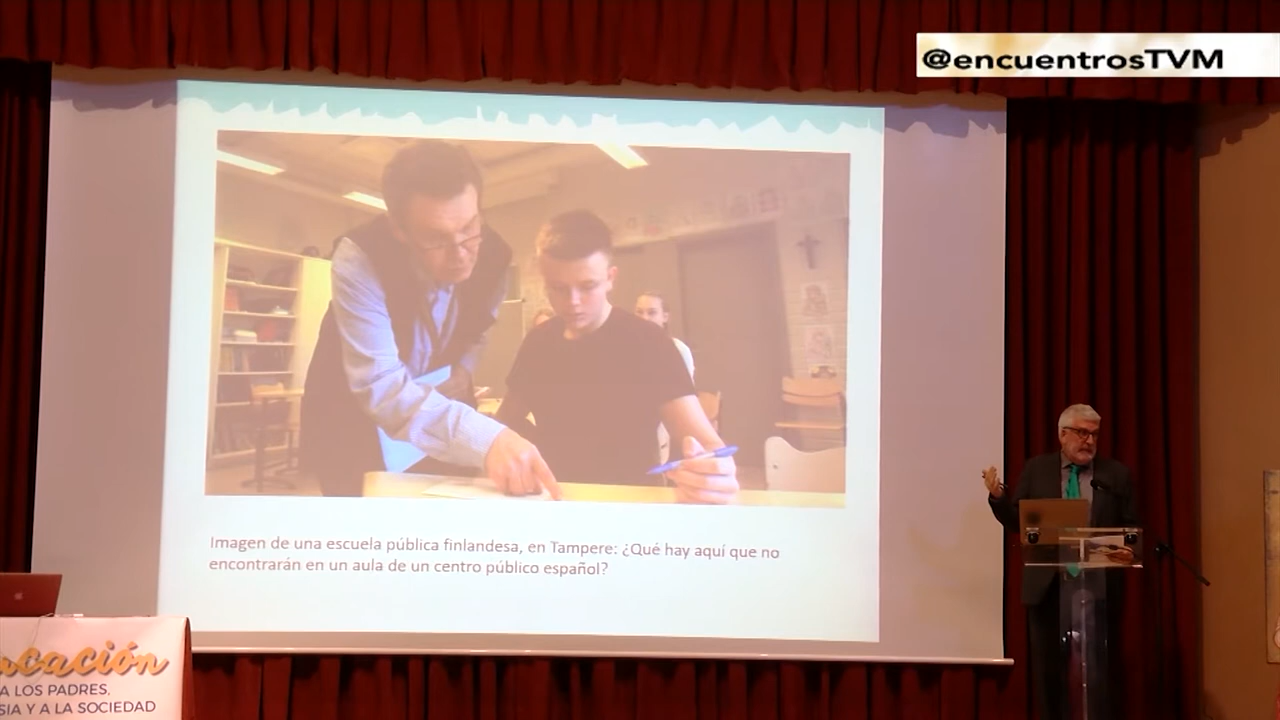 @encuentrosTVM
Imagen de una escuela pública finlandesa, en Tampere: ¿Qué hay aquí que no
encontrarán en un aula de un centro público español?
ucación
A LOS PADRES,
SIA Y A LA SOCIEDAD